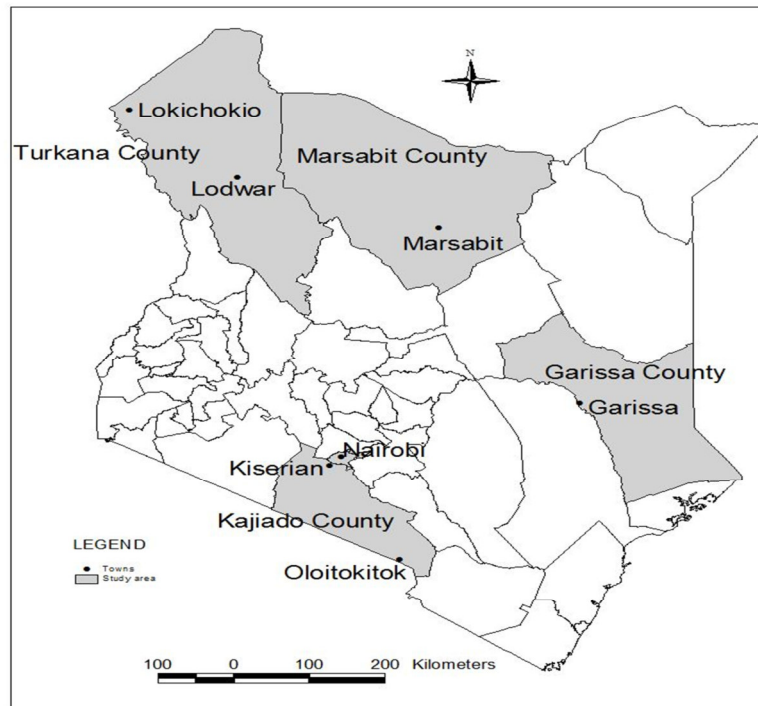 N
Lokichokio
Turkana County
Marsabit County
Lodwar
Marsabit
Garissa County
Garissa
Nairobi
Kiserian
Kajiado County
Oloitokitok
LEGEND
Towns
Study area
100 0 100 200 Kilometers